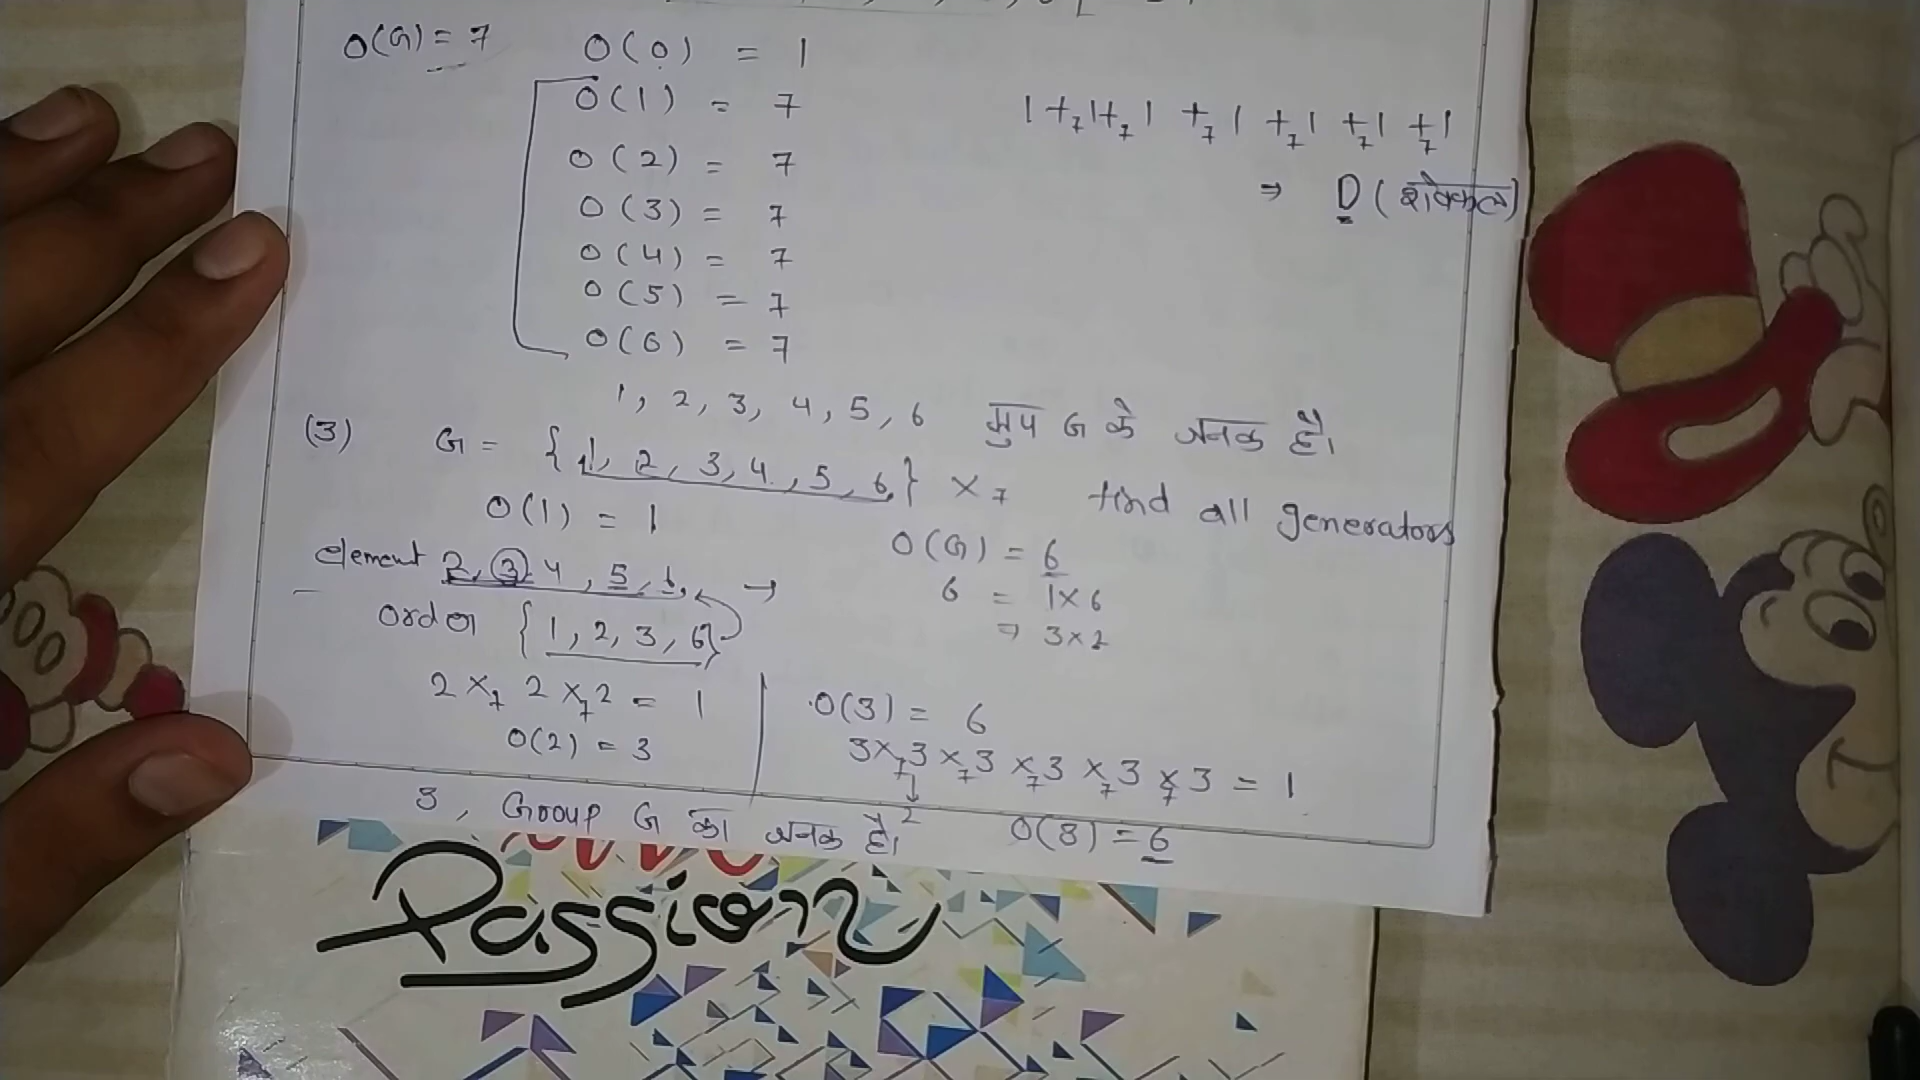 O(G) = 7 O(0) = 1
O(1) = 7 1 +₇ 1 +₇ 1 +₇ 1 +₇ 1 +₇ 1 +₇ 1
O(2) = 7 ⇒ 0
O(3) = 7
O(4) = 7
O(5) = 7
O(6) = 7
1, 2, 3, 4, 5, 6 ग्रुप G के जनक है।
(3) G = {1, 2, 3, 4, 5, 6,} ×₇ find all generators
O(1) = 1 O(G) = 6
element 2, 3, 4, 5, 6, → 6 = 1×6
order {1, 2, 3, 6} ⇒ 3×2
2 ×₇ 2 ×₇ 2 = 1 O(3) = 6
O(2) = 3 3 ×₇ 3 ×₇ 3 ×₇ 3 ×₇ 3 ×₇ 3 = 1
3, Group G का जनक है। 2 O(3) = 6
Passion